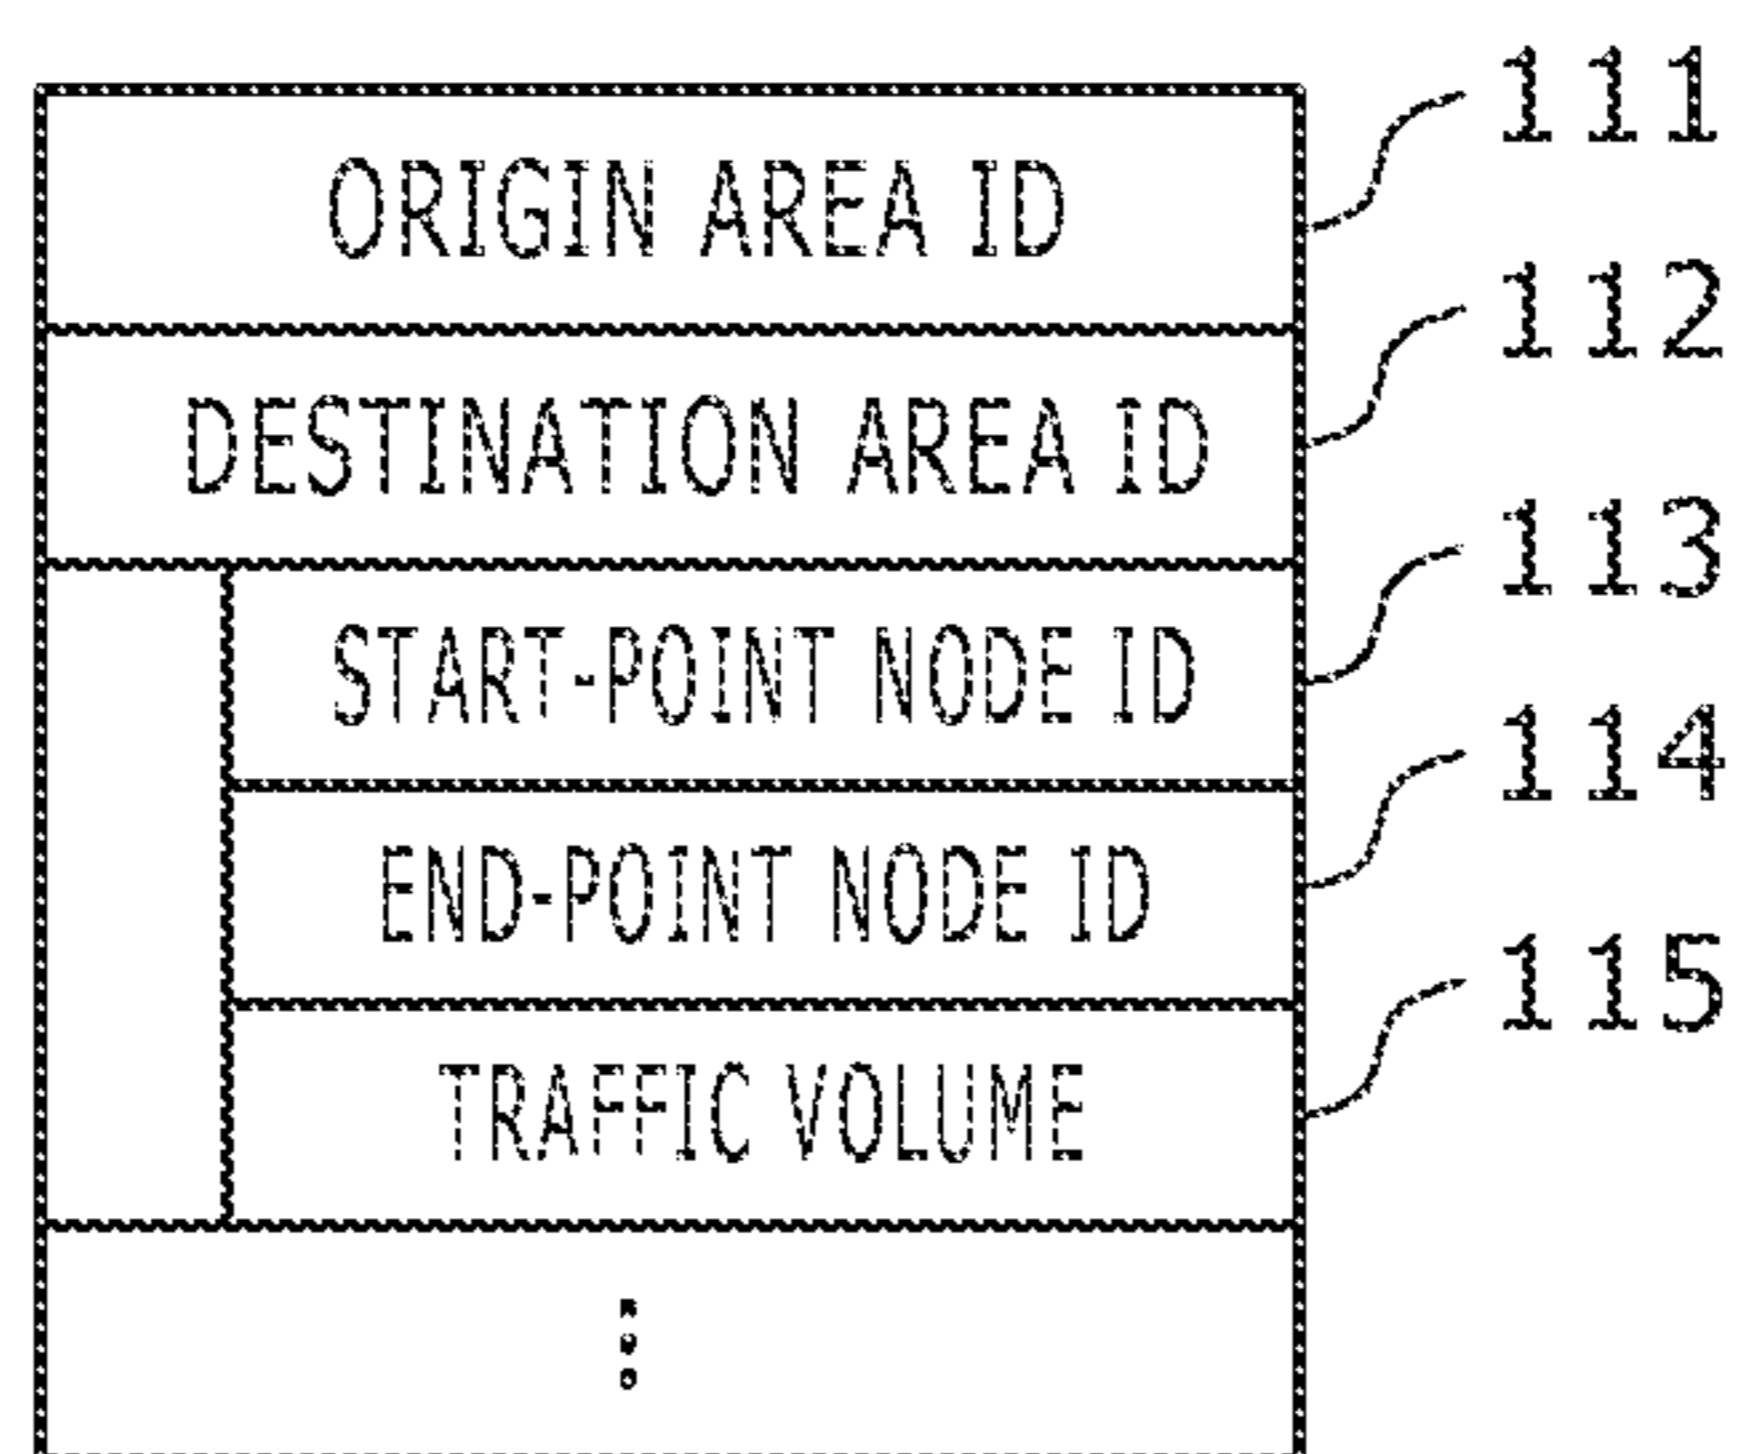 ORIGIN AREA ID 111
DESTINATION AREA ID 112
START-POINT NODE ID 113
END-POINT NODE ID 114
TRAFFIC VOLUME 115